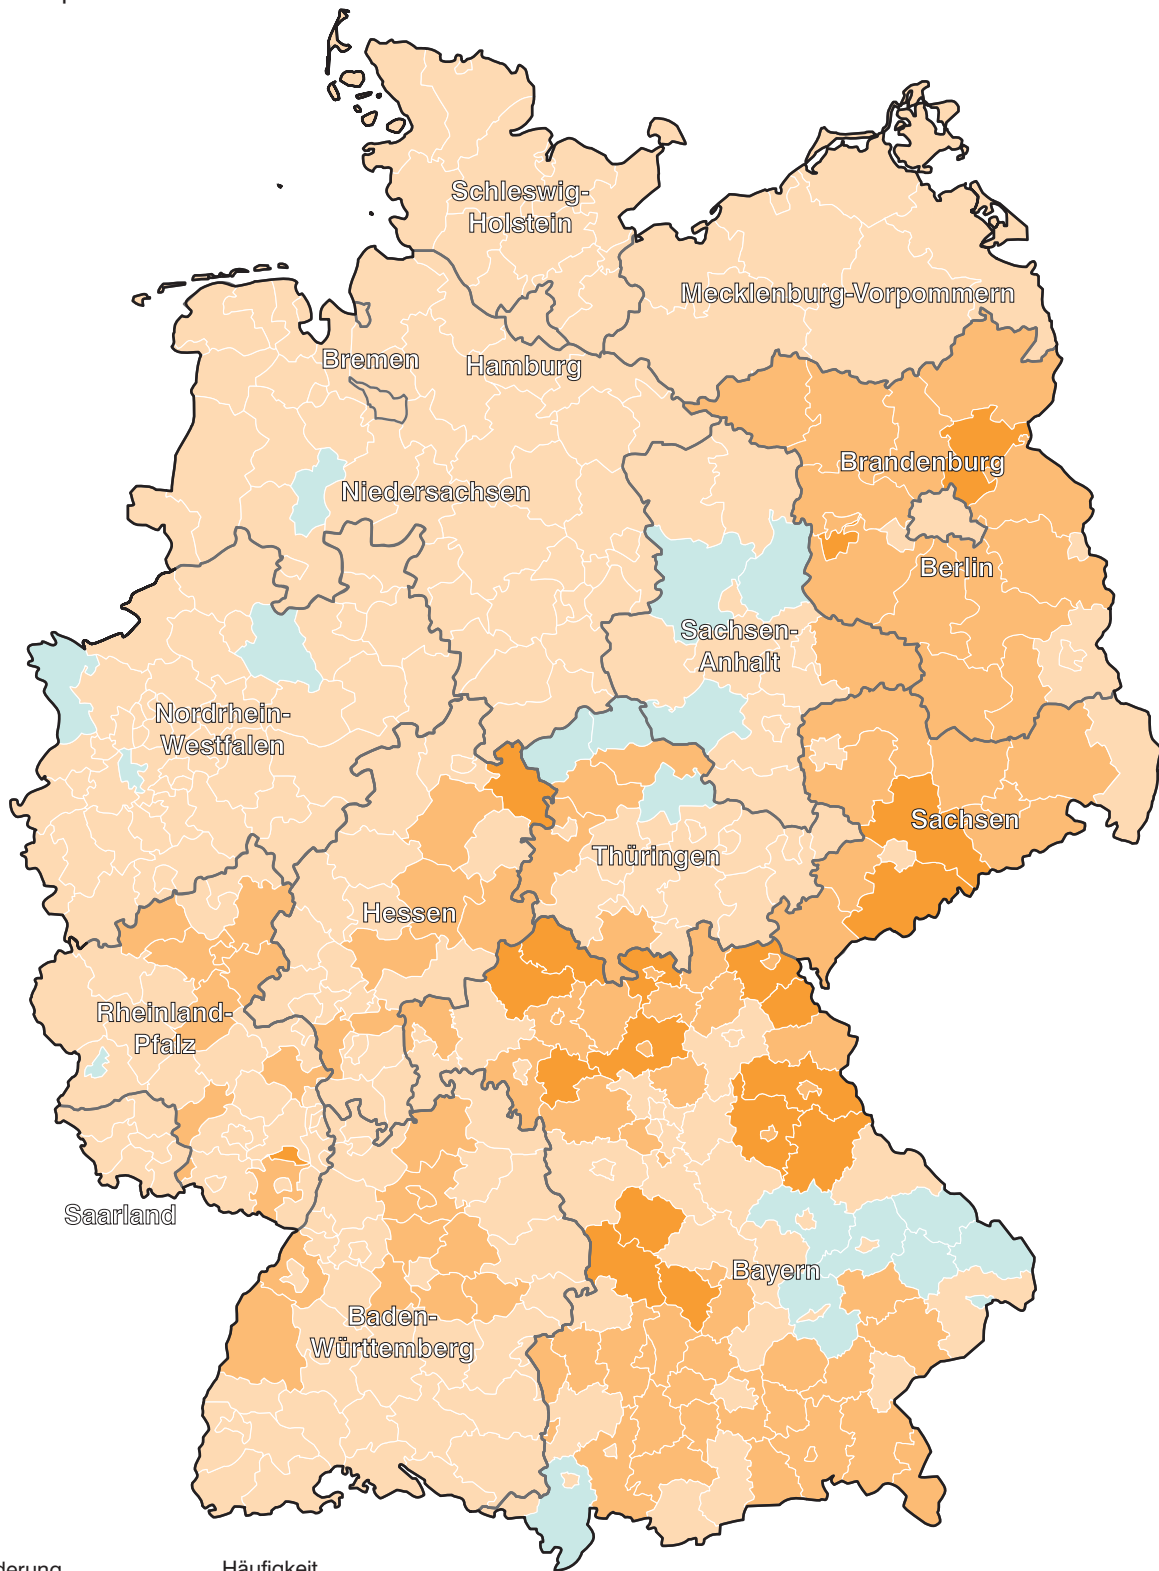 Schleswig-
Holstein
Mecklenburg-Vorpommern
Bremen
Hamburg
Brandenburg
Niedersachsen
Berlin
Sachsen-
Anhalt
Nordrhein-
Westfalen
Sachsen
Thüringen
Hessen
Rheinland-
Pfalz
Saarland
Bayern
Baden-
Württemberg
Häufigkeit